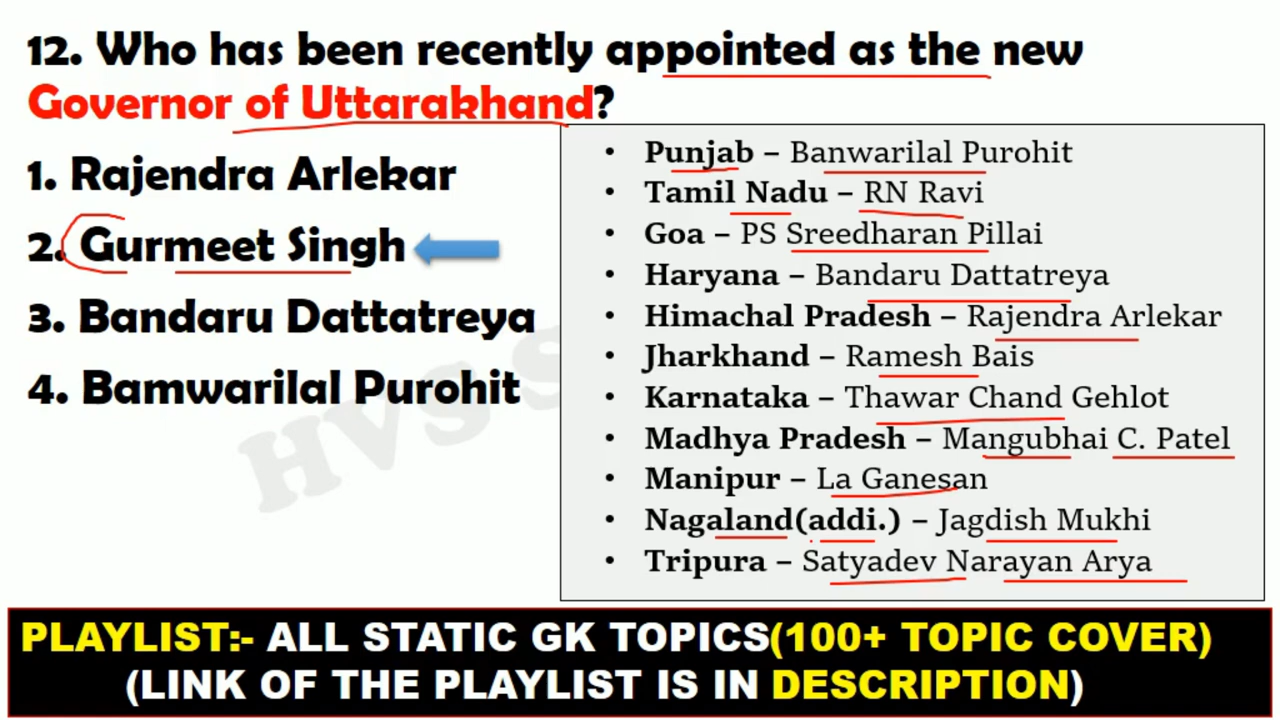 12. Who has been recently appointed as the new
Governor of Uttarakhand?
1. Rajendra Arlekar
2. Gurmeet Singh
3. Bandaru Dattatreya
4. Bamwarilal Purohit
• Punjab – Banwarilal Purohit
• Tamil Nadu – RN Ravi
• Goa – PS Sreedharan Pillai
• Haryana – Bandaru Dattatreya
• Himachal Pradesh – Rajendra Arlekar
• Jharkhand – Ramesh Bais
• Karnataka – Thawar Chand Gehlot
• Madhya Pradesh – Mangubhai C. Patel
• Manipur – La Ganesan
• Nagaland(addi.) – Jagdish Mukhi
• Tripura – Satyadev Narayan Arya
HVS S
PLAYLIST:- ALL STATIC GK TOPICS(100+ TOPIC COVER)
(LINK OF THE PLAYLIST IS IN DESCRIPTION)